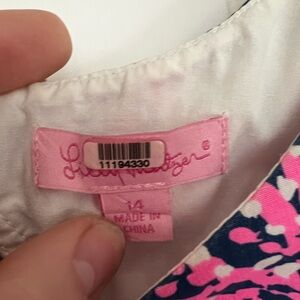 11194330
Lilly Pulitzer®
14
MADE IN
CHINA